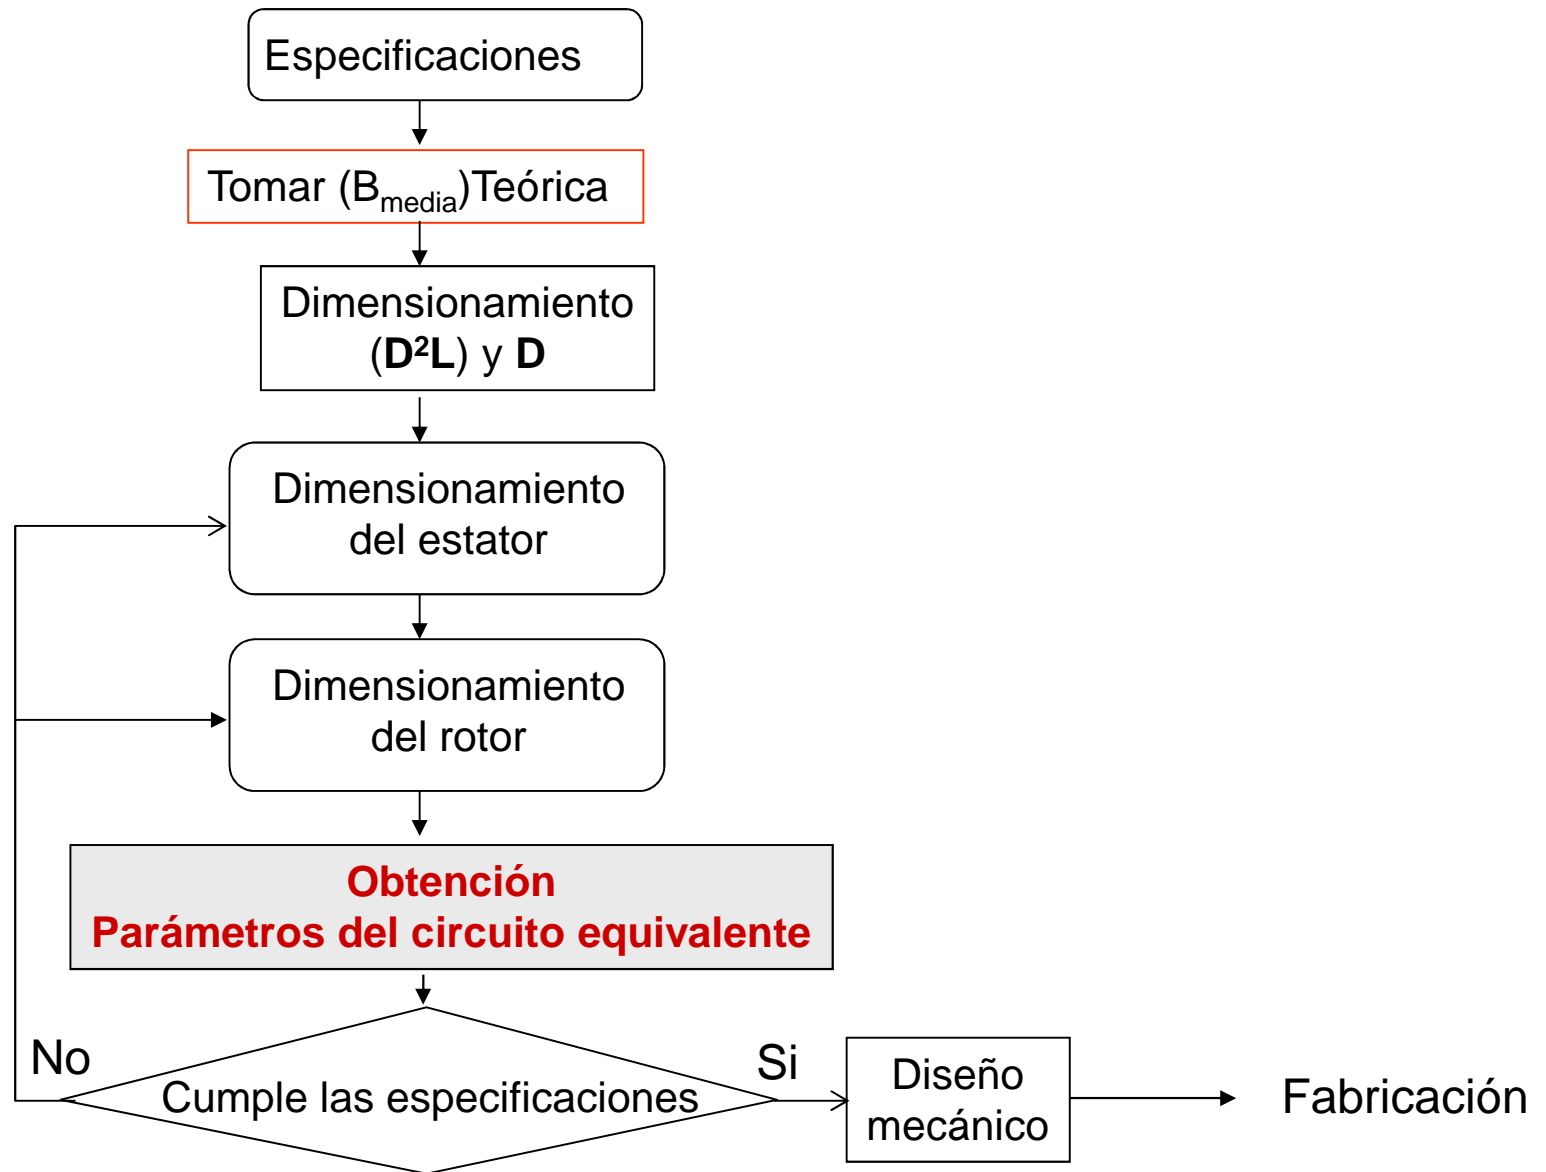 Especificaciones
Tomar (Bmedia)Teórica
Dimensionamiento
(D²L) y D
Dimensionamiento
del estator
Dimensionamiento
del rotor
Obtención
Parámetros del circuito equivalente
No
Cumple las especificaciones
Si
Diseño
mecánico
Fabricación